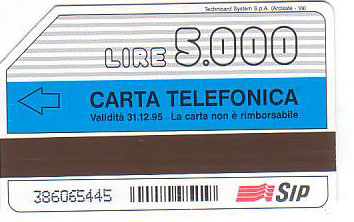 Technicard System S.p.A. (Arcisate - Va)
LIRE 5.000
CARTA TELEFONICA
Validità 31.12.95 La carta non è rimborsabile
386065445
SIP